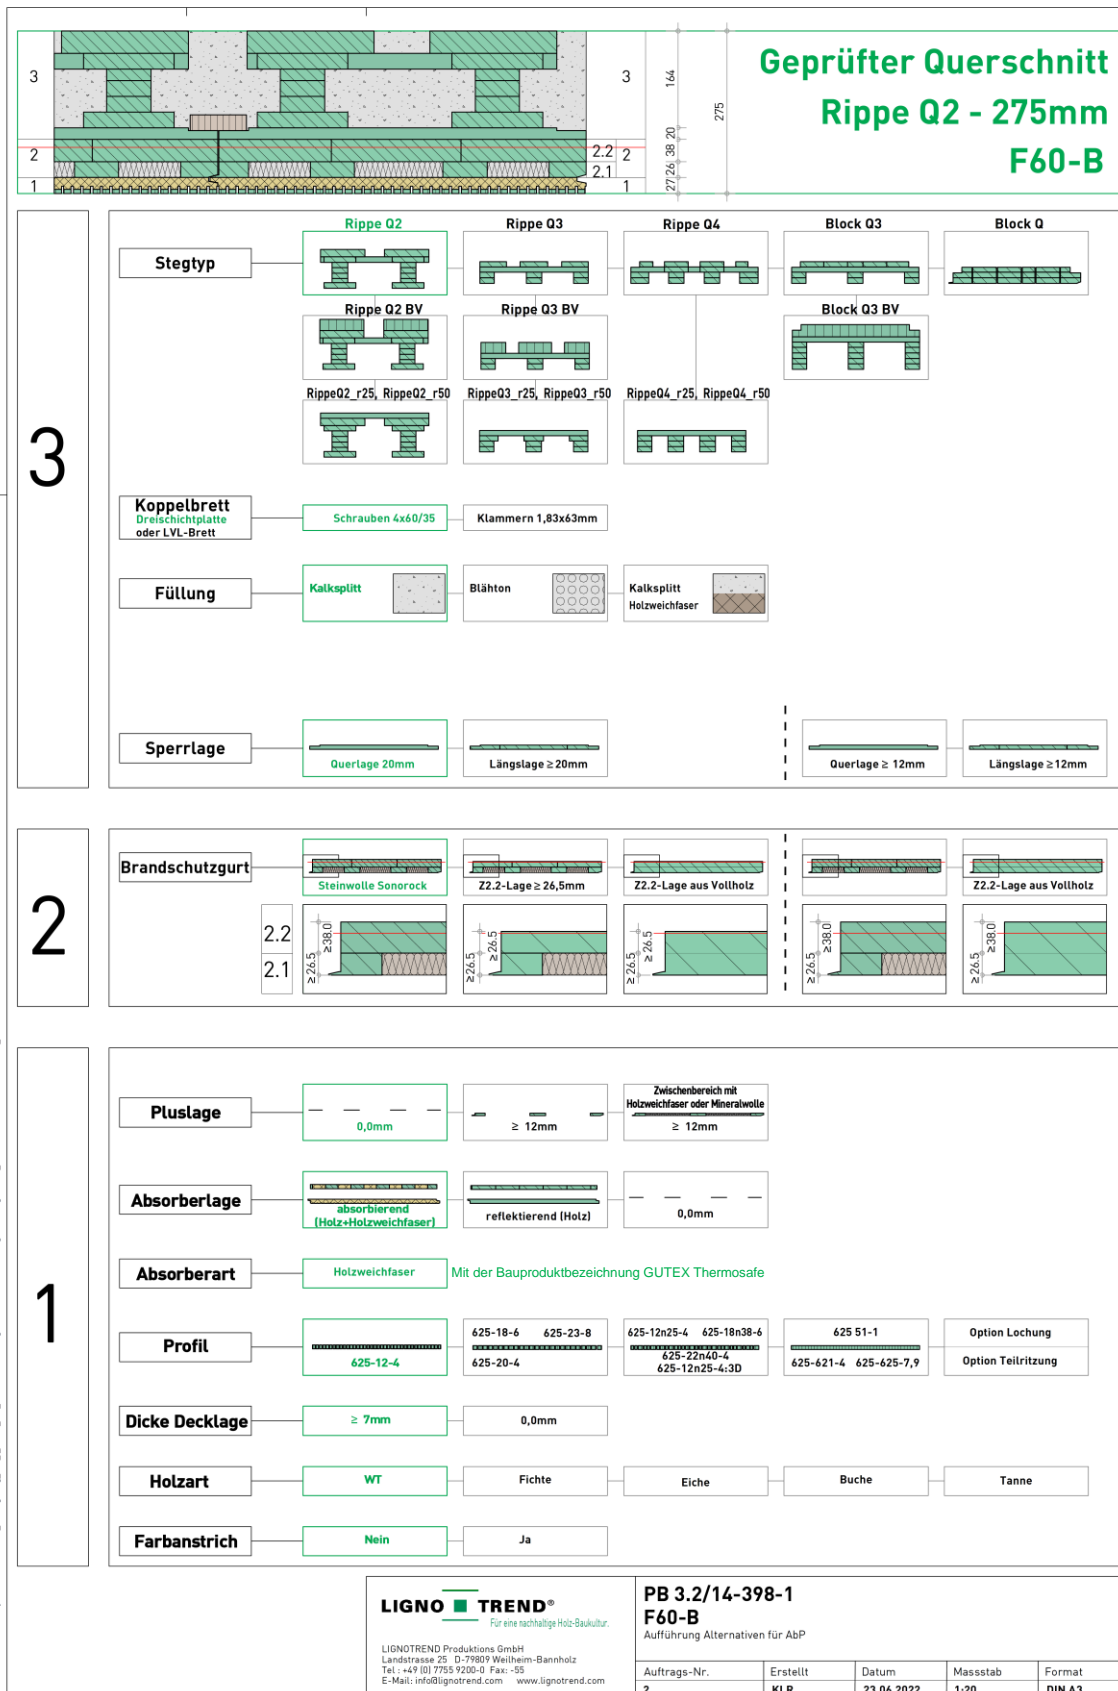 Geprüfter Querschnitt
Rippe Q2 - 275mm
F60-B
3
2
1
2.2
2.1
3
2
1
164
20
38
26
27
275
3
Stegtyp
Rippe Q2
Rippe Q3
Rippe Q4
Block Q3
Block Q
Rippe Q2 BV
Rippe Q3 BV
Block Q3 BV
RippeQ2_r25, RippeQ2_r50
RippeQ3_r25, RippeQ3_r50
RippeQ4_r25, RippeQ4_r50
Koppelbrett
Dreischichtplatte
oder LVL-Brett
Schrauben 4x60/35
Klammern 1,83x63mm
Füllung
Kalksplitt
Blähton
Kalksplitt
Holzweichfaser
Sperrlage
Querlage 20mm
Längslage ≥ 20mm
Querlage ≥ 12mm
Längslage ≥ 12mm
2
Brandschutzgurt
Steinwolle Sonorock
Z2.2-Lage ≥ 26,5mm
Z2.2-Lage aus Vollholz
Z2.2-Lage aus Vollholz
2.2
2.1
≥ 26.5
≥38.0
≥ 26.5
≥ 26.5
≥ 26.5
≥ 26.5
≥ 26.5
≥38.0
≥ 26.5
≥38.0
1
Pluslage
0,0mm
≥ 12mm
Zwischenbereich mit
Holzweichfaser oder Mineralwolle
≥ 12mm
Absorberlage
absorbierend
(Holz+Holzweichfaser)
reflektierend (Holz)
0,0mm
Absorberart
Holzweichfaser
Mit der Bauproduktbezeichnung GUTEX Thermosafe
Profil
625-12-4
625-18-6 625-23-8
625-20-4
625-12n25-4 625-18n38-6
625-22n40-4
625-12n25-4:3D
625 51-1
625-621-4 625-625-7,9
Option Lochung
Option Teilritzung
Dicke Decklage
≥ 7mm
0,0mm
Holzart
WT
Fichte
Eiche
Buche
Tanne
Farbanstrich
Nein
Ja
LIGNO TREND®
Für eine nachhaltige Holz-Baukultur.
LIGNOTREND Produktions GmbH
Landstrasse 25 D-79809 Weilheim-Bannholz
Tel.: +49 (0) 7755 9200-0 Fax: -55
E-Mail: info@lignotrend.com www.lignotrend.com
PB 3.2/14-398-1
F60-B
Aufführung Alternativen für AbP
Auftrags-Nr.
Erstellt
Datum
Massstab
Format
2
KLR
23.06.2022
1:20
DIN A3